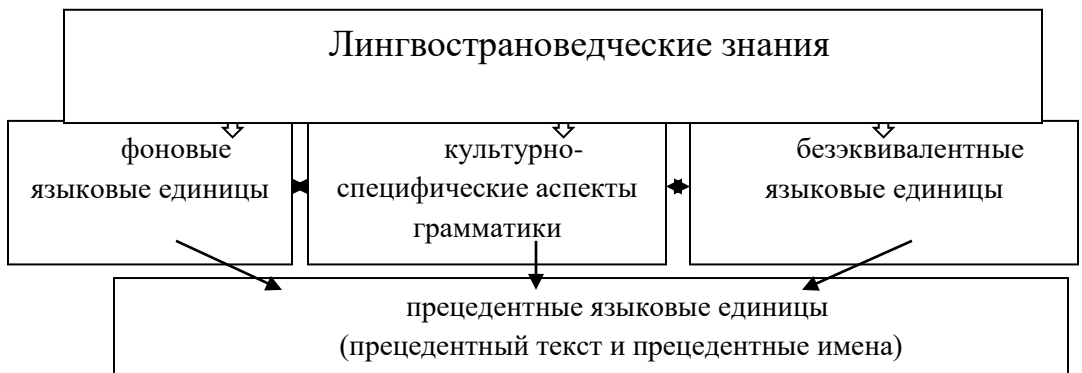 Лингвострановедческие знания
фоновые
языковые единицы
культурно-
специфические аспекты
грамматики
безэквивалентные
языковые единицы
прецедентные языковые единицы
(прецедентный текст и прецедентные имена)